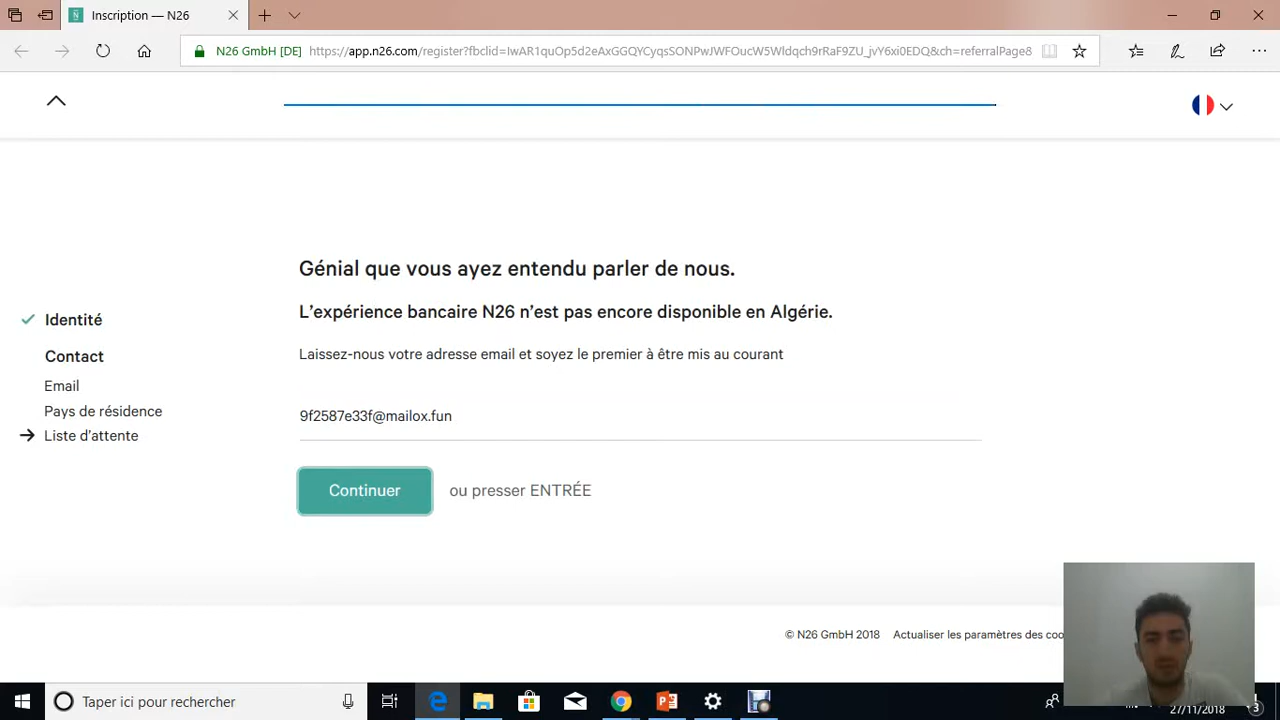 Inscription — N26
N26 GmbH [DE] https://app.n26.com/register?fbclid=IwAR1quOp5d2eAxGGQYCyqsSONPwJWFOucW5Wldqch9rRaF9ZU_jvY6xi0EDQ&ch=referralPage8
Génial que vous ayez entendu parler de nous.
L’expérience bancaire N26 n’est pas encore disponible en Algérie.
Laissez-nous votre adresse email et soyez le premier à être mis au courant
Identité
Contact
Email
Pays de résidence
Liste d’attente
9f2587e33f@mailox.fun
Continuer ou presser ENTRÉE
© N26 GmbH 2018 Actualiser les paramètres des coo
Taper ici pour rechercher
27/11/2018
3